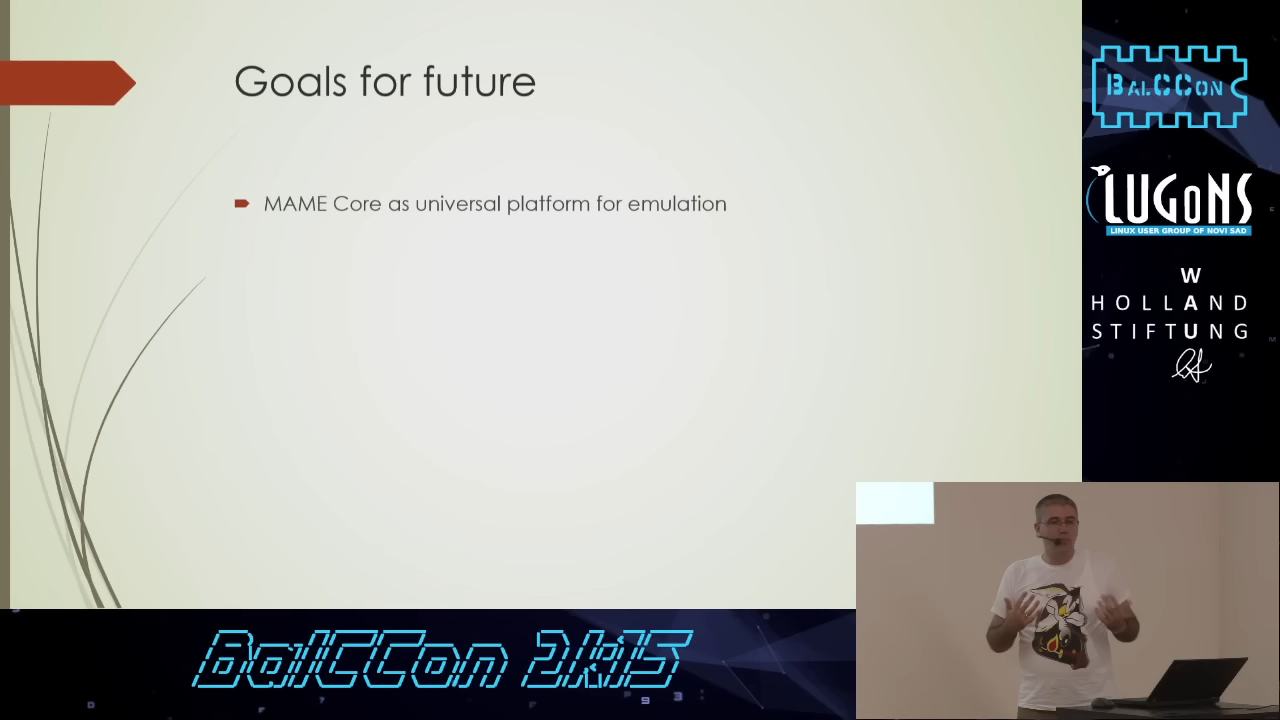 Goals for future
MAME Core as universal platform for emulation
BALCCON
LUGONS
LINUX USER GROUP OF NOVI SAD
W
HOLLAND
STIFTUNG
BalCCon 2k15